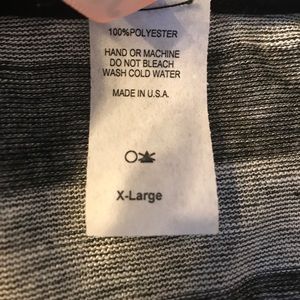 100%POLYESTER
HAND OR MACHINE
DO NOT BLEACH
WASH COLD WATER
MADE IN U.S.A.
X-Large